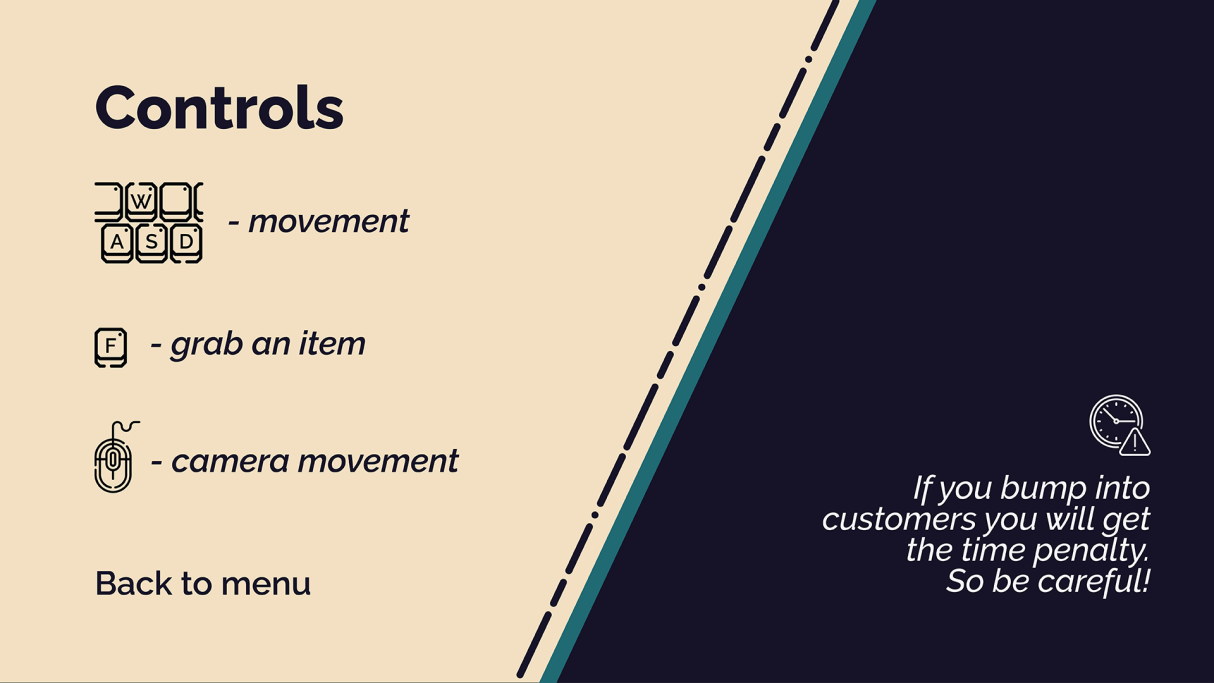 Controls
W
A S D
- movement
F
- grab an item
- camera movement
Back to menu
If you bump into
customers you will get
the time penalty.
So be careful!